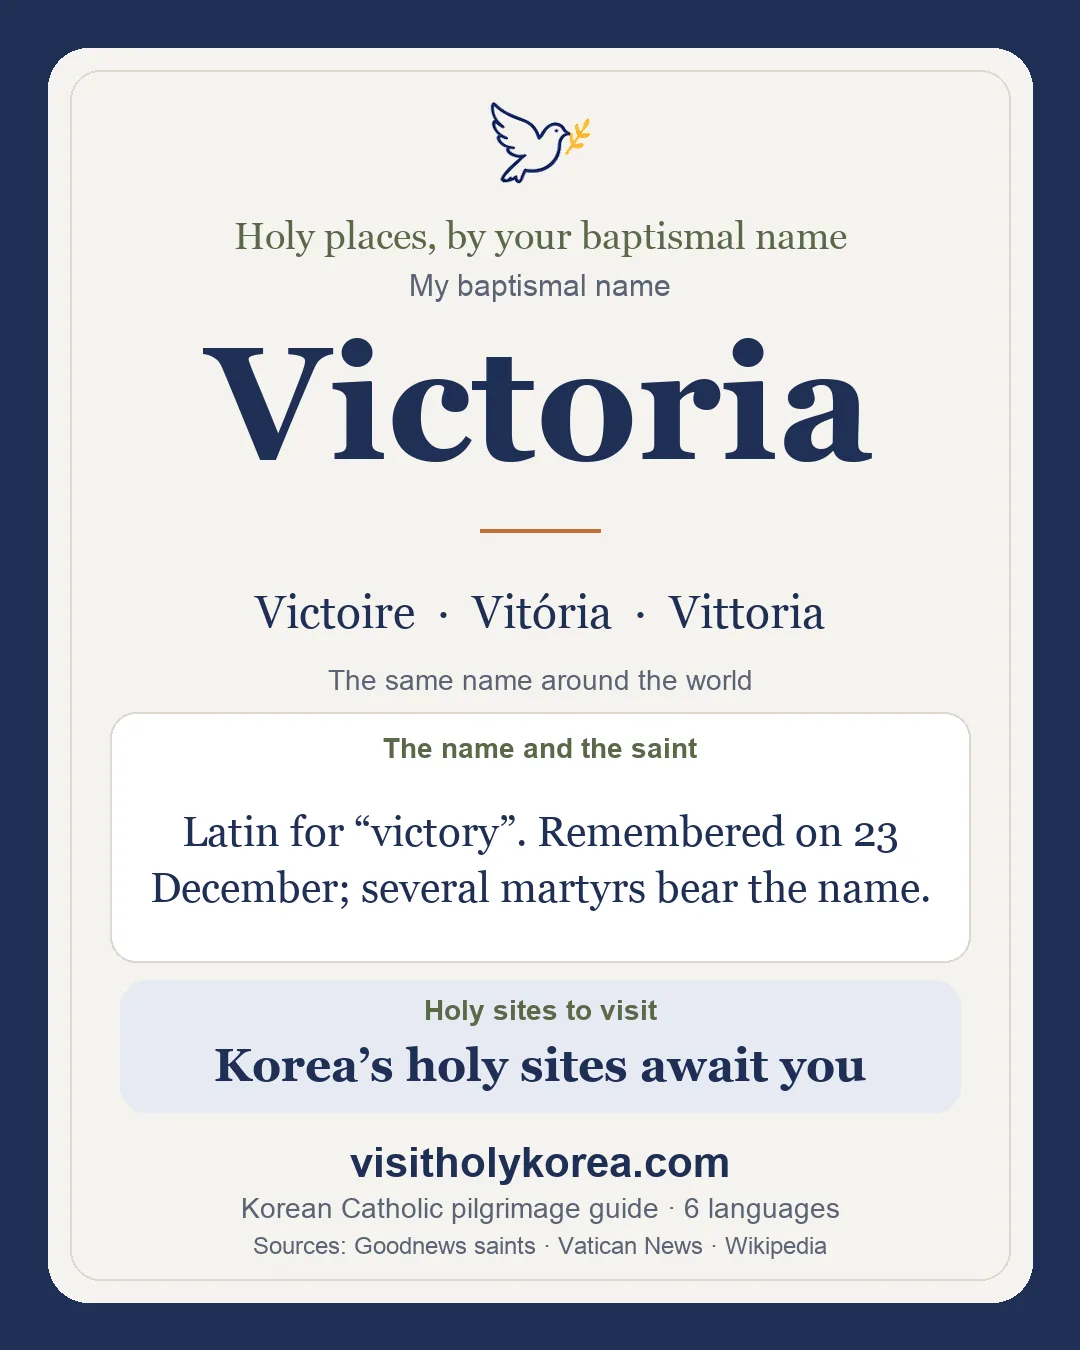 Holy places, by your baptismal name
My baptismal name
Victoria
Victoire · Vitória · Vittoria
The same name around the world
The name and the saint
Latin for “victory”. Remembered on 23
December; several martyrs bear the name.
Holy sites to visit
Korea’s holy sites await you
visitholykorea.com
Korean Catholic pilgrimage guide · 6 languages
Sources: Goodnews saints · Vatican News · Wikipedia